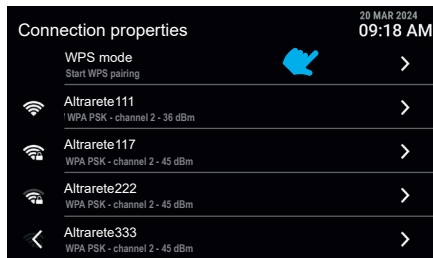 20 MAR 2024
Connection properties
09:18 AM
WPS mode
Start WPS pairing
Altrarete111
WPA PSK - channel 2 - 36 dBm
Altrarete117
WPA PSK - channel 2 - 45 dBm
Altrarete222
WPA PSK - channel 2 - 45 dBm
Altrarete333
WPA PSK - channel 2 - 45 dBm